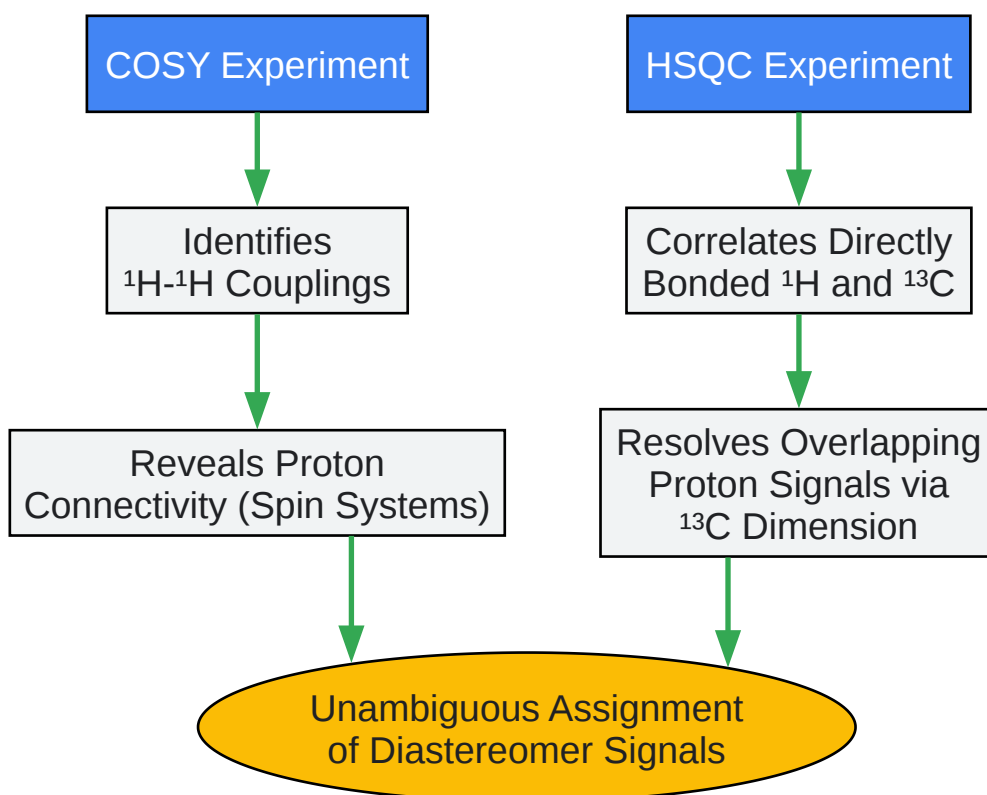 COSY Experiment
HSQC Experiment
Identifies
¹H-¹H Couplings
Correlates Directly
Bonded ¹H and ¹³C
Reveals Proton
Connectivity (Spin Systems)
Resolves Overlapping
Proton Signals via
¹³C Dimension
Unambiguous Assignment
of Diastereomer Signals